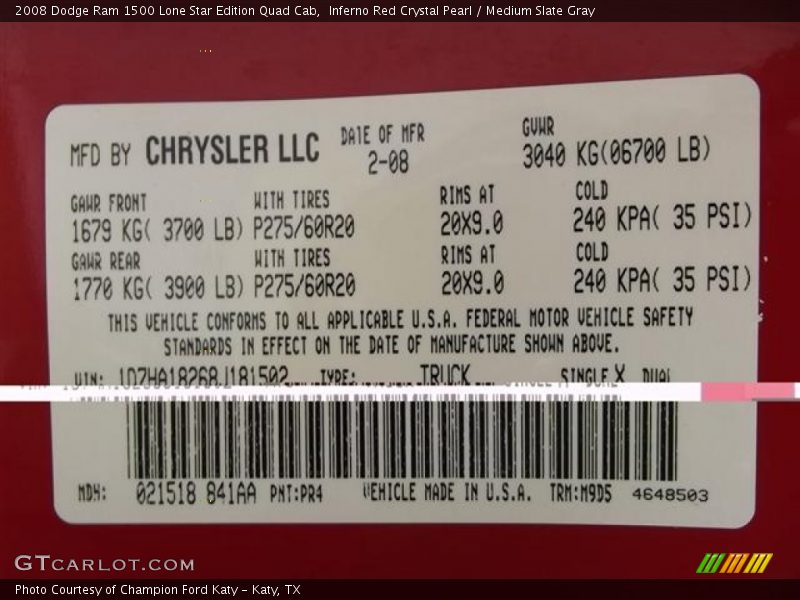 2008 Dodge Ram 1500 Lone Star Edition Quad Cab,  Inferno Red Crystal Pearl / Medium Slate Gray
MFD BY CHRYSLER LLC DATE OF MFR 2-08 GVWR 3040 KG(06700 LB)
GAWR FRONT WITH TIRES RIMS AT COLD
1679 KG( 3700 LB) P275/60R20 20X9.0 240 KPA( 35 PSI)
GAWR REAR WITH TIRES RIMS AT COLD
1770 KG( 3900 LB) P275/60R20 20X9.0 240 KPA( 35 PSI)
THIS VEHICLE CONFORMS TO ALL APPLICABLE U.S.A. FEDERAL MOTOR VEHICLE SAFETY
STANDARDS IN EFFECT ON THE DATE OF MANUFACTURE SHOWN ABOVE.
VIN: 1D7HA18268J181502 TYPE: TRUCK SINGLE X DUAL
MDH: 021518 841AA PNT:PR4 VEHICLE MADE IN U.S.A. TRM:M9D5 4648503
GTCARLOT.COM
Photo Courtesy of Champion Ford Katy - Katy, TX